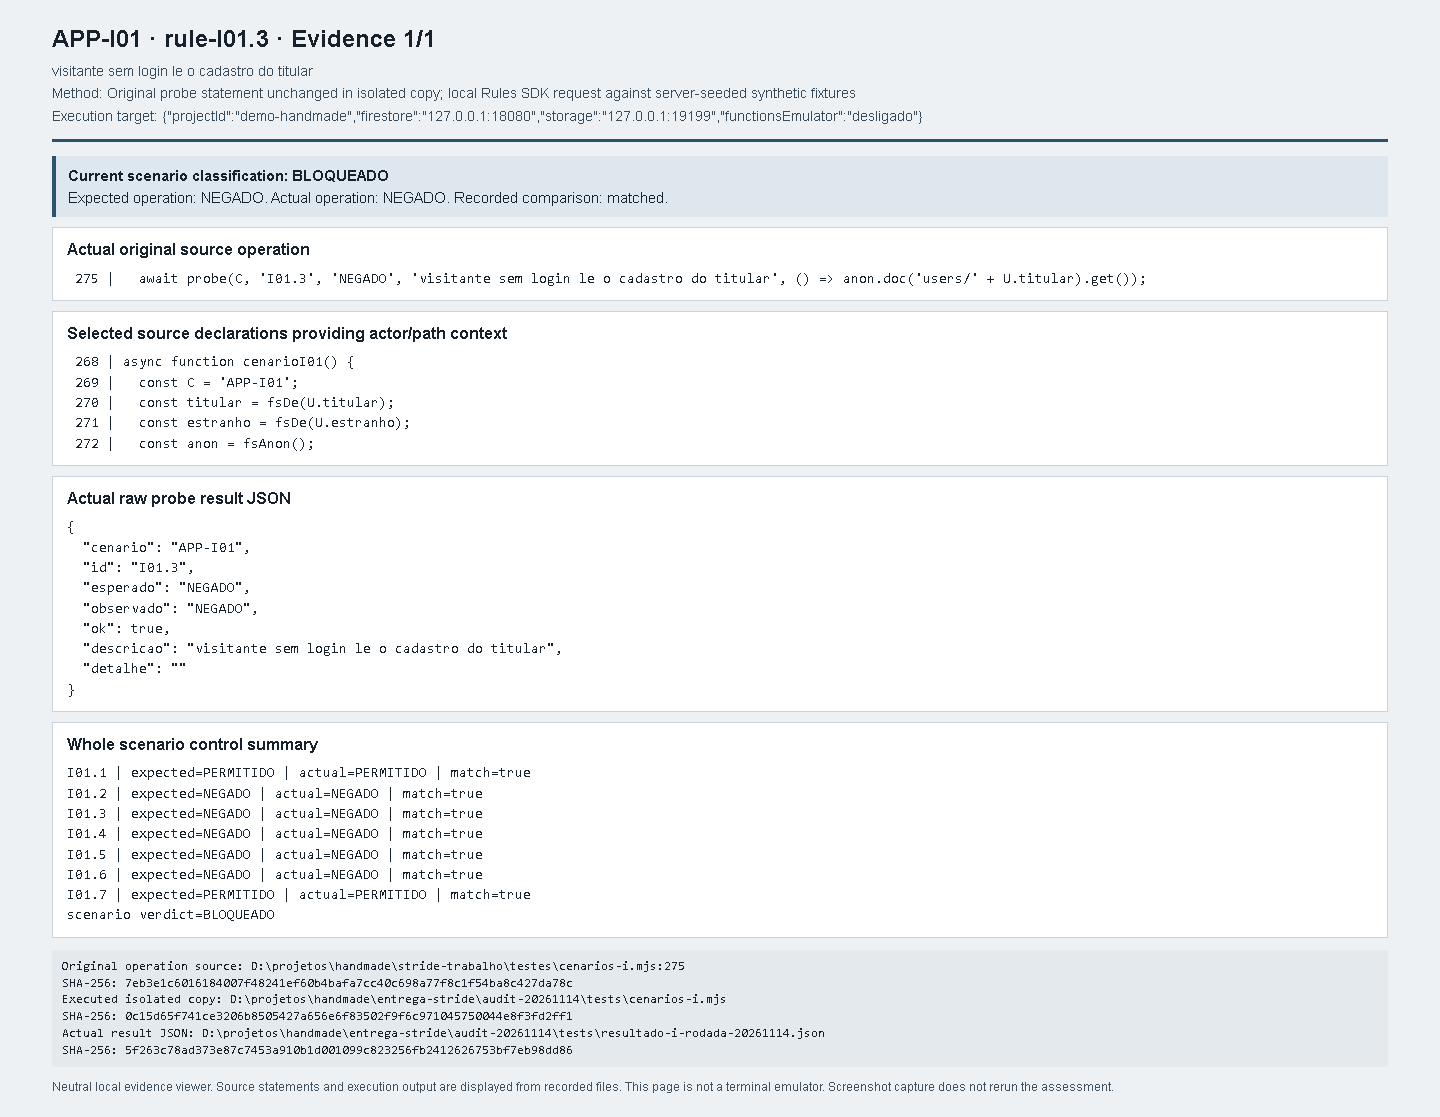 APP-I01 · rule-I01.3 · Evidence 1/1
visitante sem login le o cadastro do titular
Method: Original probe statement unchanged in isolated copy; local Rules SDK request against server-seeded synthetic fixtures
Execution target: {"projectId":"demo-handmade","firestore":"127.0.0.1:18080","storage":"127.0.0.1:19199","functionsEmulator":"desligado"}
Current scenario classification: BLOQUEADO
Expected operation: NEGADO. Actual operation: NEGADO. Recorded comparison: matched.
Actual original source operation
275 |   await probe(C, 'I01.3', 'NEGADO', 'visitante sem login le o cadastro do titular', () => anon.doc('users/' + U.titular).get());
Selected source declarations providing actor/path context
268 | async function cenarioI01() {
269 |   const C = 'APP-I01';
270 |   const titular = fsDe(U.titular);
271 |   const estranho = fsDe(U.estranho);
272 |   const anon = fsAnon();
Actual raw probe result JSON
{
  "cenario": "APP-I01",
  "id": "I01.3",
  "esperado": "NEGADO",
  "observado": "NEGADO",
  "ok": true,
  "descricao": "visitante sem login le o cadastro do titular",
  "detalhe": ""
}
Whole scenario control summary
I01.1 | expected=PERMITIDO | actual=PERMITIDO | match=true
I01.2 | expected=NEGADO | actual=NEGADO | match=true
I01.3 | expected=NEGADO | actual=NEGADO | match=true
I01.4 | expected=NEGADO | actual=NEGADO | match=true
I01.5 | expected=NEGADO | actual=NEGADO | match=true
I01.6 | expected=NEGADO | actual=NEGADO | match=true
I01.7 | expected=PERMITIDO | actual=PERMITIDO | match=true
scenario verdict=BLOQUEADO
Original operation source: D:\projetos\handmade\stride-trabalho\testes\cenarios-i.mjs:275
SHA-256: 7eb3e1c6016184007f48241ef60b4bafa7cc40c698a77f8c1f54ba8c427da78c
Executed isolated copy: D:\projetos\handmade\entrega-stride\audit-20261114\tests\cenarios-i.mjs
SHA-256: 0c15d65f741ce3206b8505427a656e6f83502f9f6c971045750044e8f3fd2ff1
Actual result JSON: D:\projetos\handmade\entrega-stride\audit-20261114\tests\resultado-i-rodada-20261114.json
SHA-256: 5f263c78ad373e87c7453a910b1d001099c823256fb2412626753bf7eb98dd86
Neutral local evidence viewer. Source statements and execution output are displayed from recorded files. This page is not a terminal emulator. Screenshot capture does not rerun the assessment.